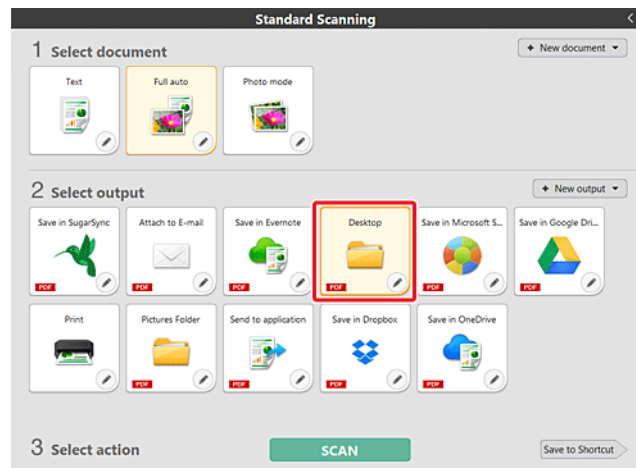 Standard Scanning
1 Select document
+ New document
Text
Full auto
Photo mode
2 Select output
+ New output
Save in SugarSync
Attach to E-mail
Save in Evernote
Desktop
Save in Microsoft S...
Save in Google Dri...
PDF
PDF
PDF
PDF
PDF
PDF
Print
Pictures Folder
Send to application
Save in Dropbox
Save in OneDrive
PDF
PDF
PDF
PDF
3 Select action
SCAN
Save to Shortcut